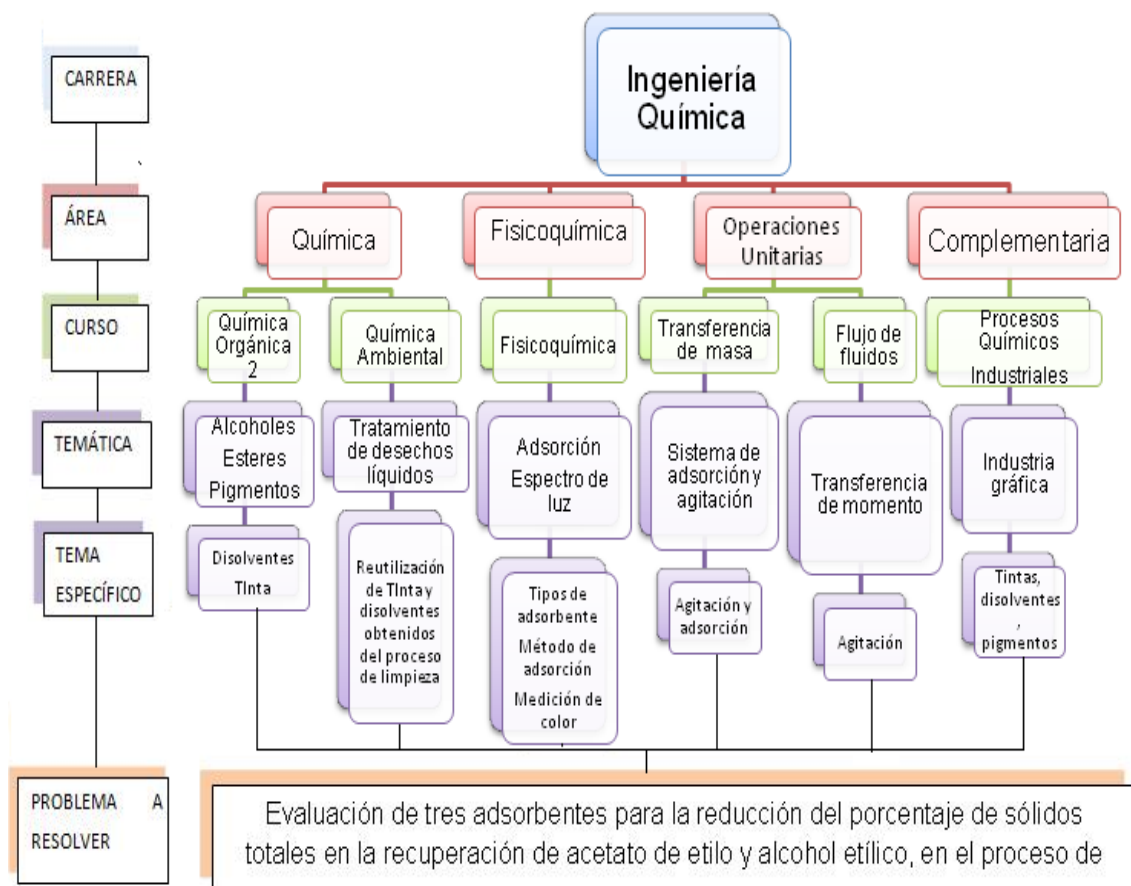 CARRERA
Ingeniería
Química
ÁREA
Química
Fisicoquímica
Operaciones
Unitarias
Complementaria
CURSO
Química
Orgánica
2
Química
Ambiental
Fisicoquímica
Transferencia
de masa
Flujo de
fluidos
Procesos
Químicos
Industriales
TEMÁTICA
Alcoholes
Esteres
Pigmentos
Tratamiento
de desechos
líquidos
Adsorción
Espectro de
luz
Sistema de
adsorción y
agitación
Transferencia
de momento
Industria
gráfica
TEMA
ESPECÍFICO
Disolventes
TInta
Reutilización
de TInta y
disolventes
obtenidos
del proceso
de limpieza
Tipos de
adsorbente
Método de
adsorción
Medición de
color
Agitación y
adsorción
Agitación
Tintas,
disolventes
,
pigmentos
PROBLEMA A
RESOLVER
Evaluación de tres adsorbentes para la reducción del porcentaje de sólidos
totales en la recuperación de acetato de etilo y alcohol etílico, en el proceso de